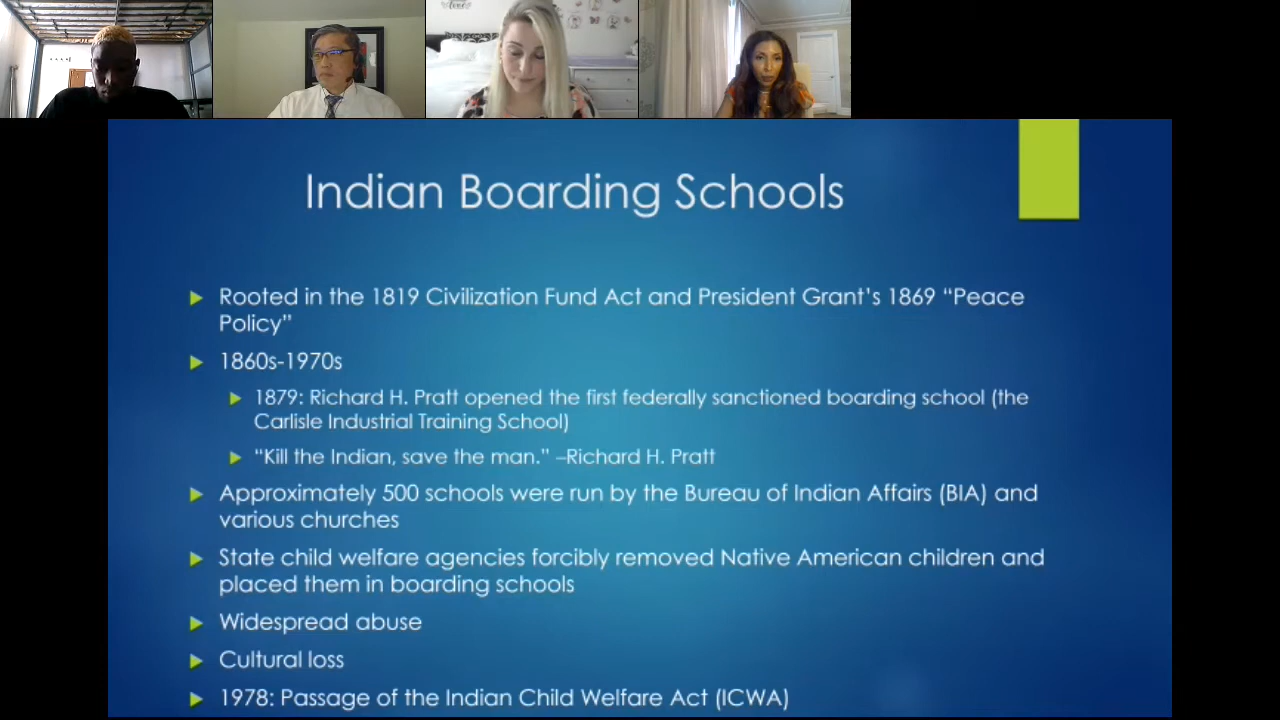 Indian Boarding Schools
Rooted in the 1819 Civilization Fund Act and President Grant's 1869 “Peace
Policy”
1860s-1970s
1879: Richard H. Pratt opened the first federally sanctioned boarding school (the
Carlisle Industrial Training School)
“Kill the Indian, save the man.” –Richard H. Pratt
Approximately 500 schools were run by the Bureau of Indian Affairs (BIA) and
various churches
State child welfare agencies forcibly removed Native American children and
placed them in boarding schools
Widespread abuse
Cultural loss
1978: Passage of the Indian Child Welfare Act (ICWA)